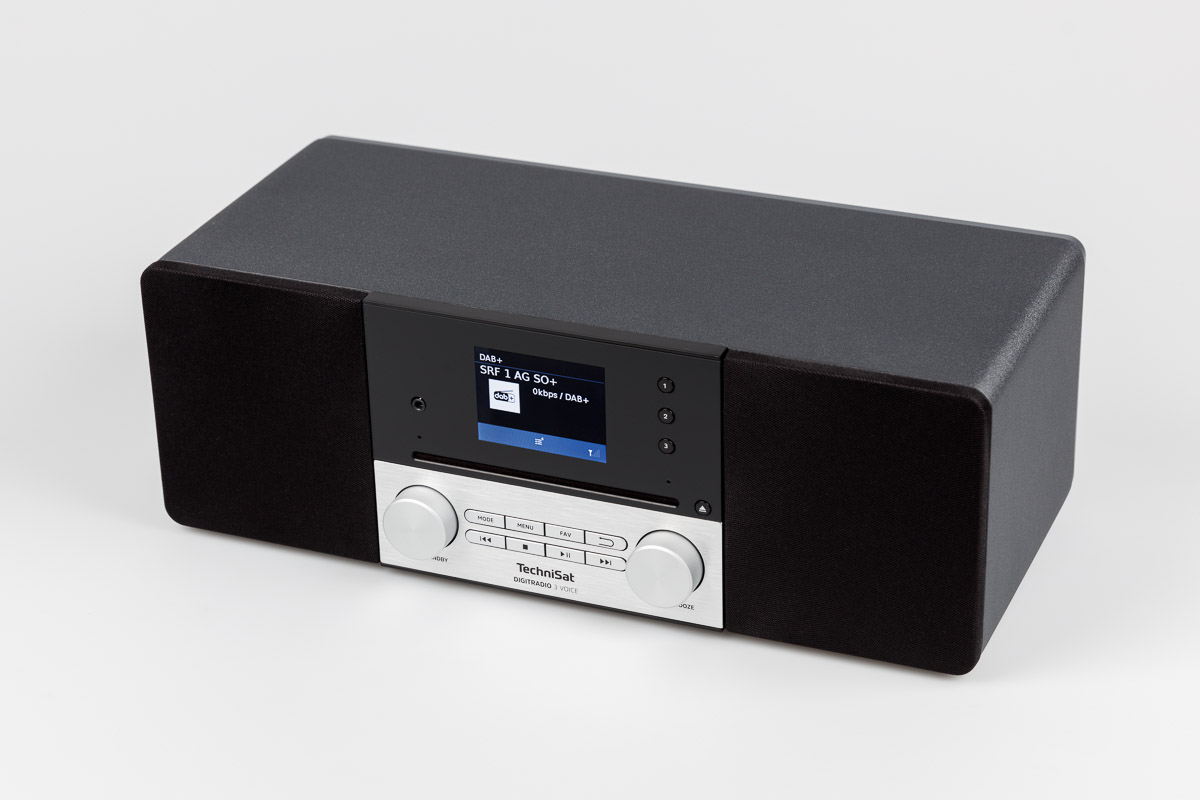 DAB+
SRF 1 AG SO+
dab+
0kbps / DAB+
1
2
3
MODE
MENU
FAV
TechniSat
DIGITRADIO 3 VOICE